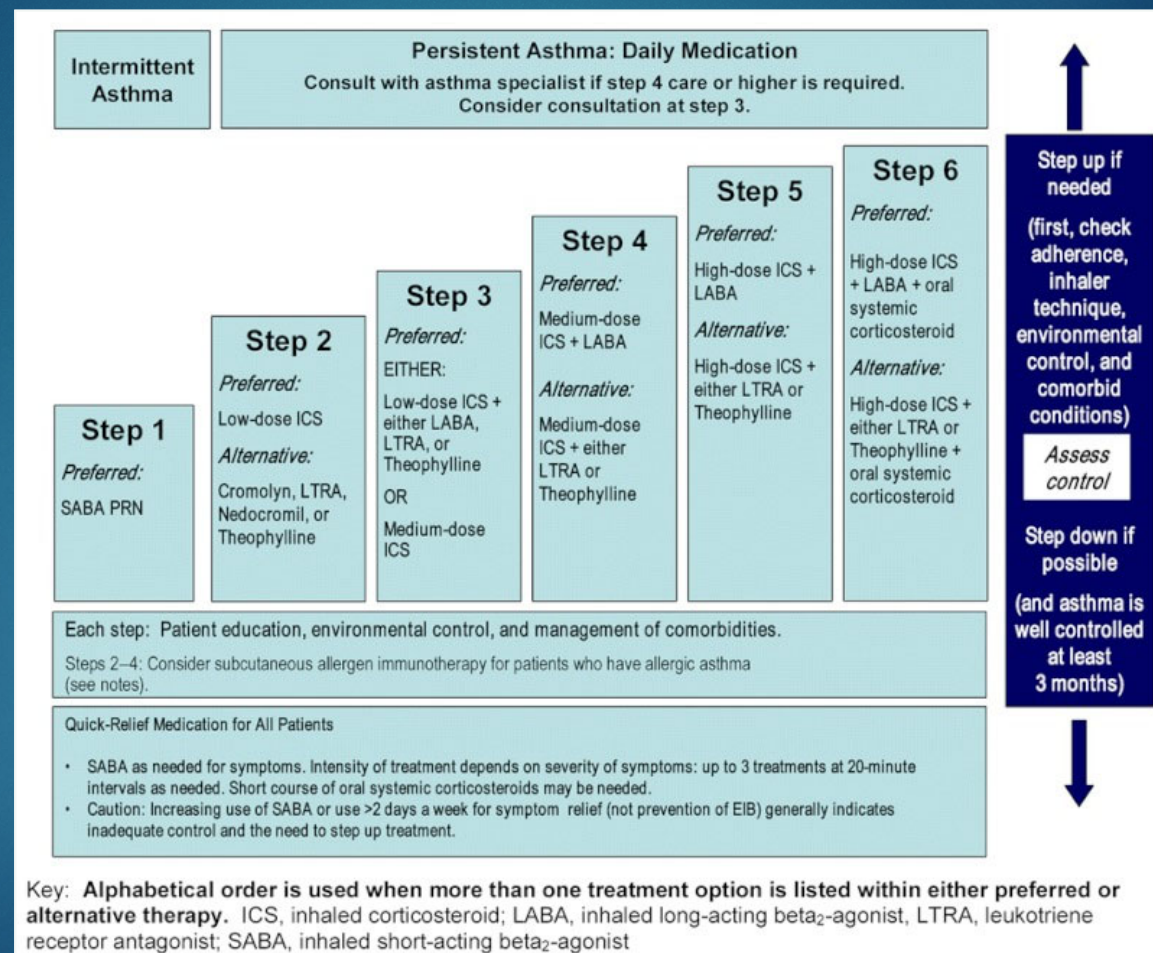 Intermittent
Asthma
Persistent Asthma: Daily Medication
Consult with asthma specialist if step 4 care or higher is required.
Consider consultation at step 3.
Step 1
Preferred:
SABA PRN
Step 2
Preferred:
Low-dose ICS
Alternative:
Cromolyn, LTRA,
Nedocromil, or
Theophylline
Step 3
Preferred:
EITHER:
Low-dose ICS +
either LABA,
LTRA, or
Theophylline
OR
Medium-dose
ICS
Step 4
Preferred:
Medium-dose
ICS + LABA
Alternative:
Medium-dose
ICS + either
LTRA or
Theophylline
Step 5
Preferred:
High-dose ICS +
LABA
Alternative:
High-dose ICS +
either LTRA or
Theophylline
Step 6
Preferred:
High-dose ICS
+ LABA + oral
systemic
corticosteroid
Alternative:
High-dose ICS +
either LTRA or
Theophylline +
oral systemic
corticosteroid
Step up if
needed
(first, check
adherence,
inhaler
technique,
environmental
control, and
comorbid
conditions)
Assess
control
Step down if
possible
(and asthma is
well controlled
at least
3 months)
Each step: Patient education, environmental control, and management of comorbidities.
Steps 2–4: Consider subcutaneous allergen immunotherapy for patients who have allergic asthma
(see notes).
Quick-Relief Medication for All Patients
• SABA as needed for symptoms. Intensity of treatment depends on severity of symptoms: up to 3 treatments at 20-minute
intervals as needed. Short course of oral systemic corticosteroids may be needed.
• Caution: Increasing use of SABA or use >2 days a week for symptom relief (not prevention of EIB) generally indicates
inadequate control and the need to step up treatment.
Key: Alphabetical order is used when more than one treatment option is listed within either preferred or
alternative therapy. ICS, inhaled corticosteroid; LABA, inhaled long-acting beta₂-agonist, LTRA, leukotriene
receptor antagonist; SABA, inhaled short-acting beta₂-agonist